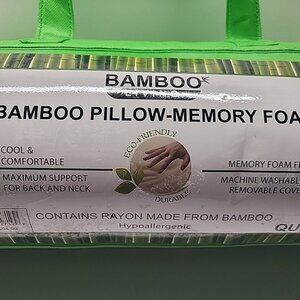 BAMBOO
BAMBOO PILLOW-MEMORY FOA
ECO FRIENDLY
DURABLE
COOL &
COMFORTABLE
MAXIMUM SUPPORT
FOR BACK AND NECK
MEMORY FOAM F
MACHINE WASHABL
REMOVABLE COVE
CONTAINS RAYON MADE FROM BAMBOO
Hypoallergenic
QU